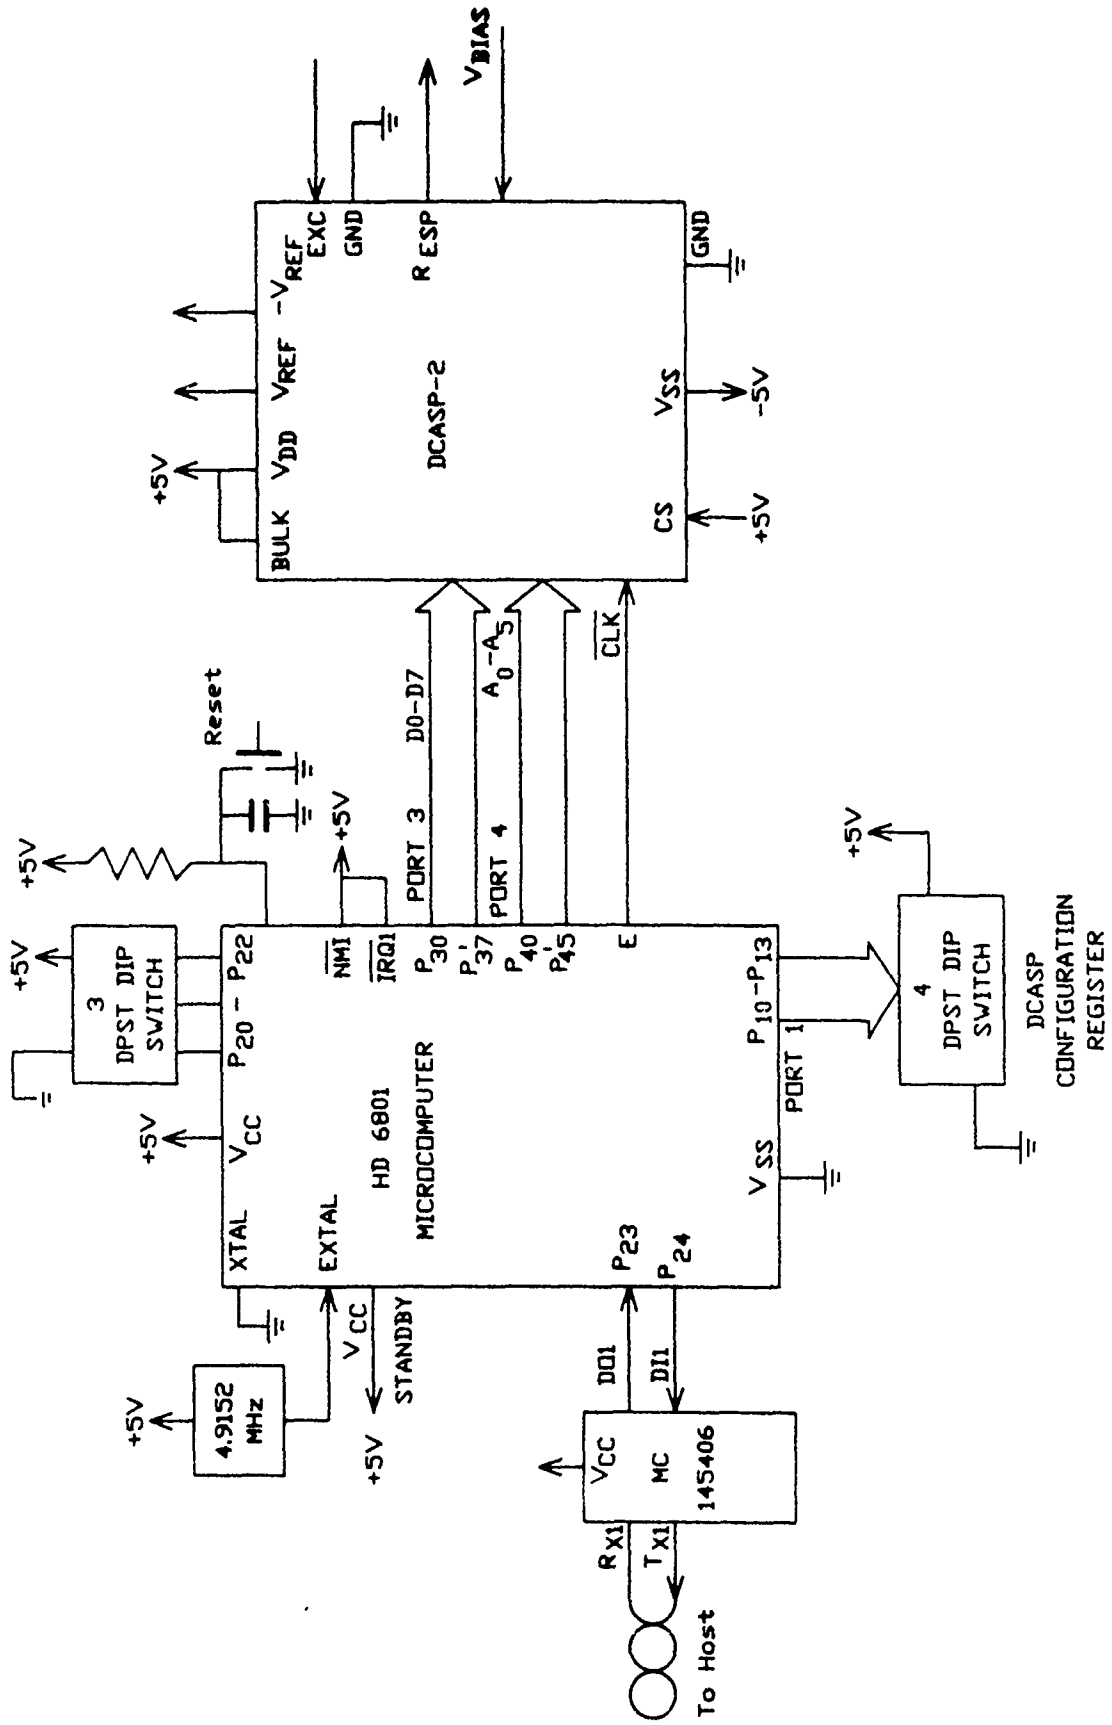 +5V
4.9152
MHz
XTAL
EXTAL
VCC
STANDBY
+5V
+5V
VCC
+5V
3
DPST DIP
SWITCH
P20 - P22
+5V
Reset
HD 6801
MICROCOMPUTER
NMI
+5V
IRQ1
P30
P37
PORT 3
D0-D7
P40
P45
PORT 4
A0-A5
E
CLK
P23
P24
DO1
DI1
VCC
MC
145406
RX1
TX1
To Host
VSS
PORT 1
P10-P13
4
DPST DIP
SWITCH
+5V
DCASP
CONFIGURATION
REGISTER
+5V
BULK
VDD
VREF
-VREF
EXC
GND
RESP
VBIAS
DCASP-2
CS
+5V
VSS
-5V
GND